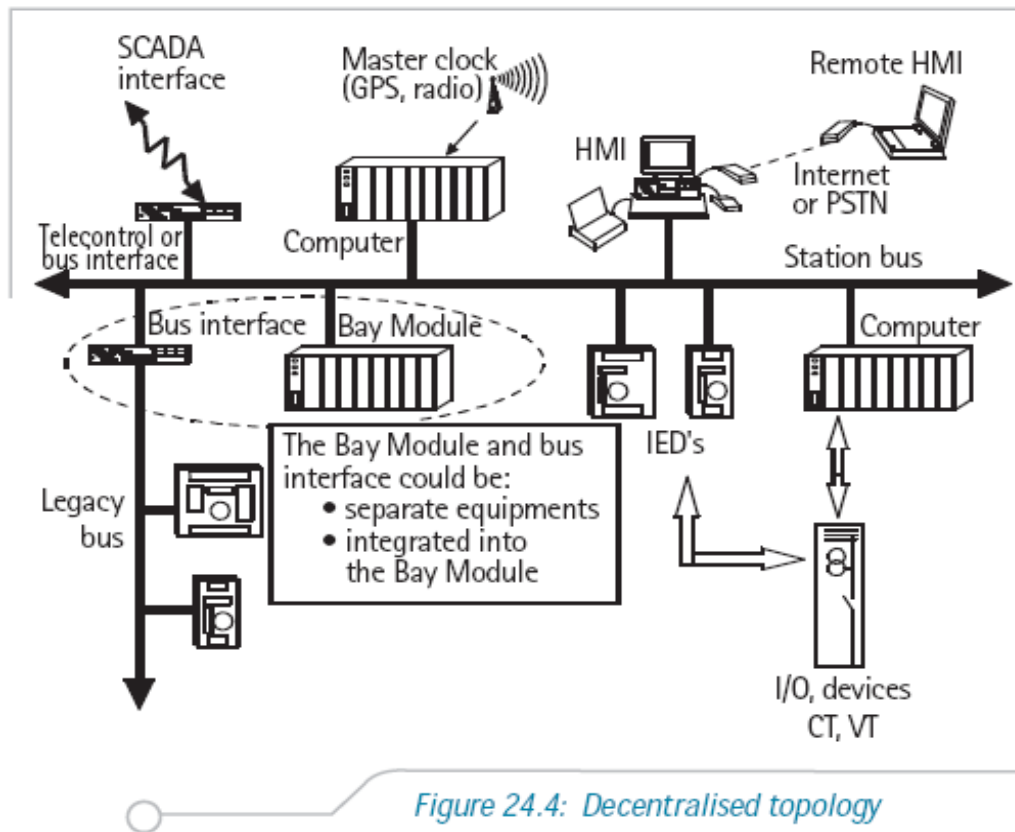 SCADA
interface
Master clock
(GPS, radio)
Remote HMI
HMI
Internet
or PSTN
Telecontrol or
bus interface
Computer
Station bus
Bus interface
Bay Module
Computer
The Bay Module and bus
interface could be:
• separate equipments
• integrated into
the Bay Module
IED's
Legacy
bus
I/O, devices
CT, VT
Figure 24.4: Decentralised topology